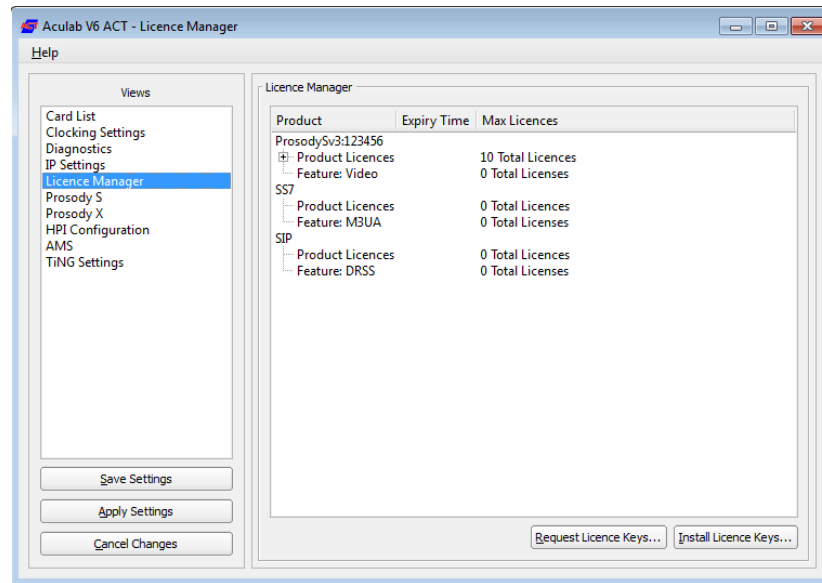 Aculab V6 ACT - Licence Manager
Help
Views
Card List
Clocking Settings
Diagnostics
IP Settings
Licence Manager
Prosody S
Prosody X
HPI Configuration
AMS
TiNG Settings
Save Settings
Apply Settings
Cancel Changes
Licence Manager
Product Expiry Time Max Licences
ProsodySv3:123456
Product Licences 10 Total Licences
Feature: Video 0 Total Licenses
SS7
Product Licences 0 Total Licences
Feature: M3UA 0 Total Licenses
SIP
Product Licences 0 Total Licences
Feature: DRSS 0 Total Licenses
Request Licence Keys... Install Licence Keys...